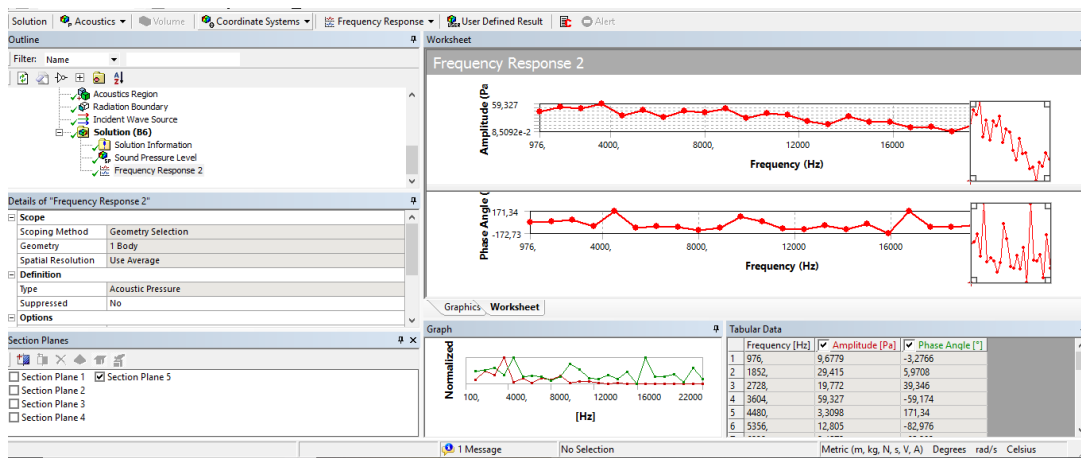 Solution Acoustics Volume Coordinate Systems Frequency Response User Defined Result Alert
Outline
Filter: Name
Acoustics Region
Radiation Boundary
Incident Wave Source
Solution (B6)
Solution Information
Sound Pressure Level
Frequency Response 2
Details of "Frequency Response 2"
Scope
Scoping Method Geometry Selection
Geometry 1 Body
Spatial Resolution Use Average
Definition
Type Acoustic Pressure
Suppressed No
Options
Section Planes
Section Plane 1 Section Plane 5
Section Plane 2
Section Plane 3
Section Plane 4
Worksheet
Frequency Response 2
Amplitude (Pa
59,327
8,5092e-2
976, 4000, 8000, 12000 16000
Frequency (Hz)
Phase Angle (
171,34
-172,73
976, 4000, 8000, 12000 16000
Frequency (Hz)
Graphics Worksheet
Graph
Normalized
100, 4000, 8000, 12000 16000 22000
[Hz]
Tabular Data
Frequency [Hz] Amplitude [Pa] Phase Angle [°]
1 976, 9,6779 -3,2766
2 1852, 29,415 5,9708
3 2728, 19,772 39,346
4 3604, 59,327 -59,174
5 4480, 3,3098 171,34
6 5356, 12,805 -82,976
1 Message No Selection Metric (m, kg, N, s, V, A) Degrees rad/s Celsius